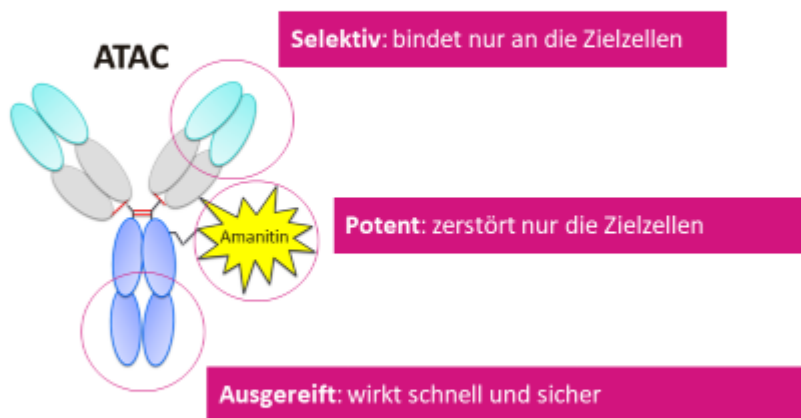 Selektiv: bindet nur an die Zielzellen
ATAC
Amanitin
Potent: zerstört nur die Zielzellen
Ausgereift: wirkt schnell und sicher